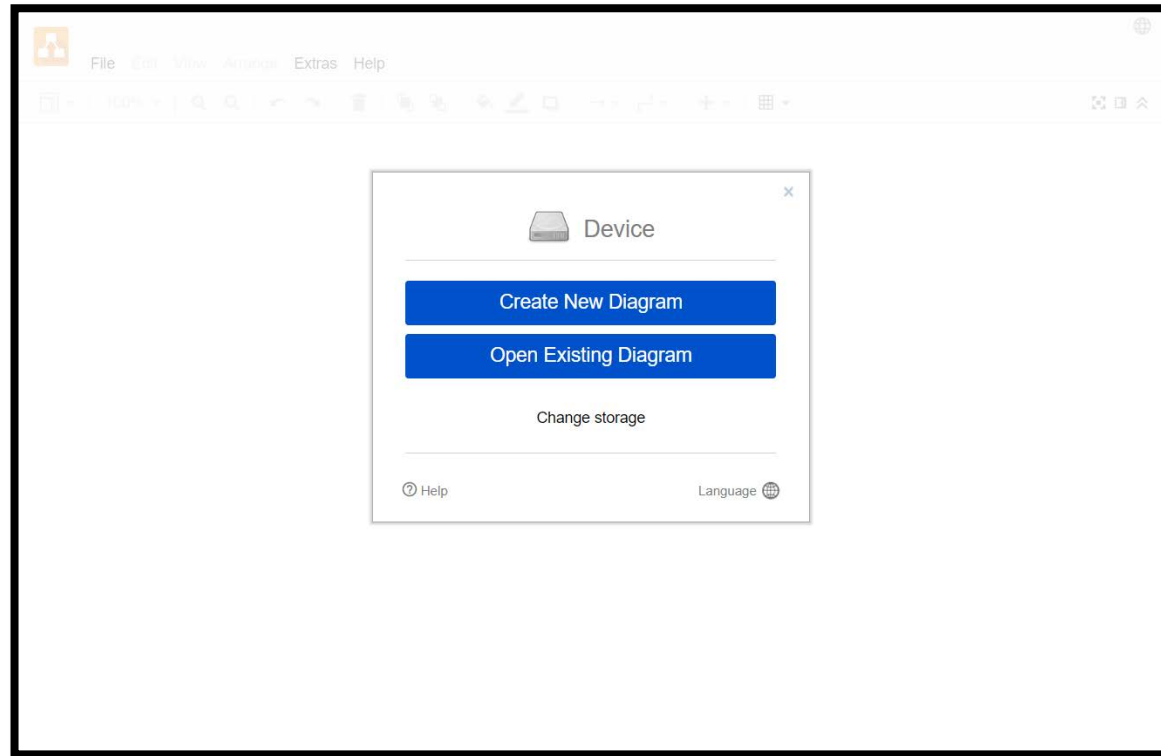 File Edit View Arrange Extras Help
100%
Device
Create New Diagram
Open Existing Diagram
Change storage
Help
Language